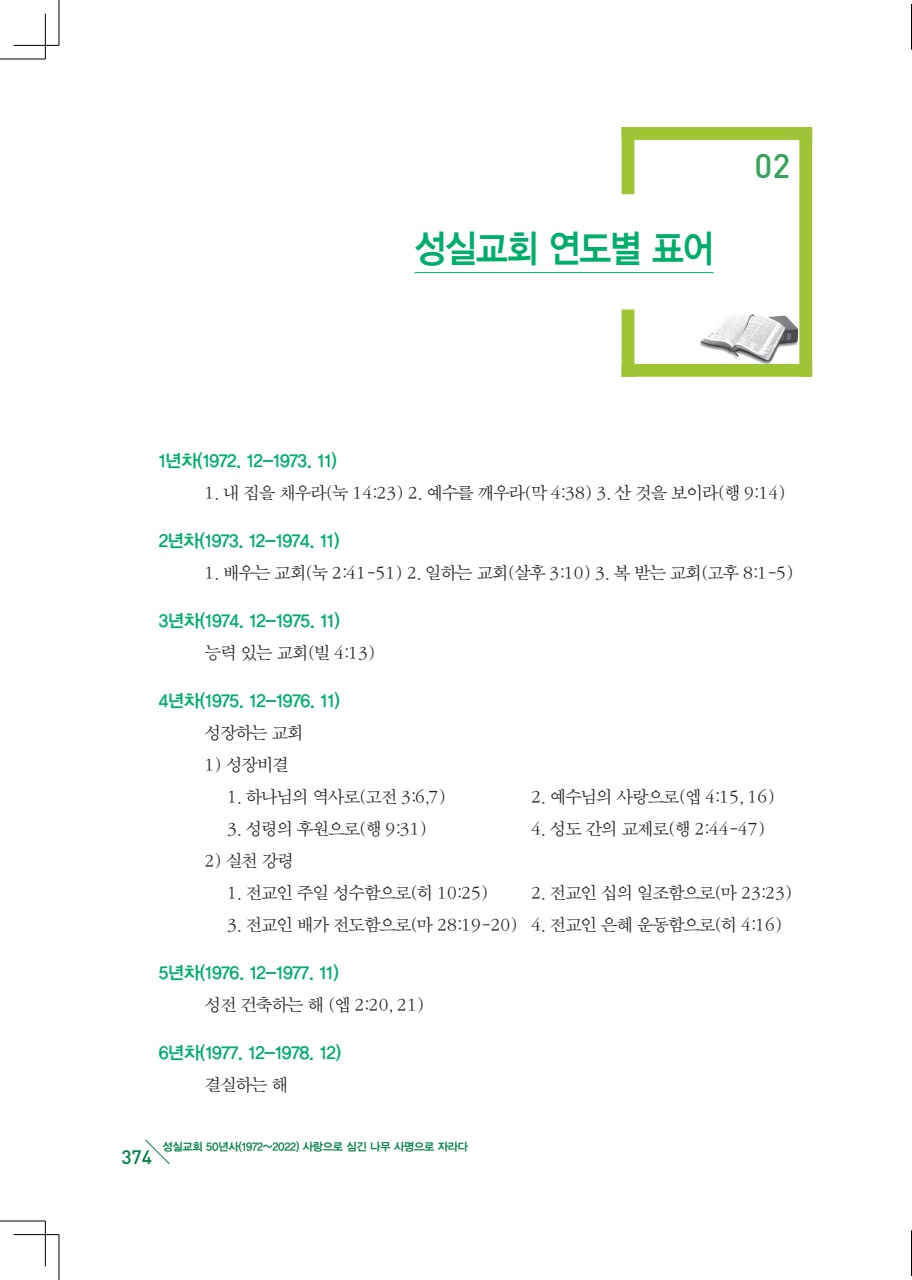 02
성실교회 연도별 표어
1년차(1972. 12-1973. 11)
1. 내 집을 채우라(눅 14:23) 2. 예수를 깨우라(막 4:38) 3. 산 것을 보이라(행 9:14)
2년차(1973. 12-1974. 11)
1. 배우는 교회(눅 2:41-51) 2. 일하는 교회(살후 3:10) 3. 복 받는 교회(고후 8:1-5)
3년차(1974. 12-1975. 11)
능력 있는 교회(빌 4:13)
4년차(1975. 12-1976. 11)
성장하는 교회
1) 성장비결
1. 하나님의 역사로(고전 3:6,7) 2. 예수님의 사랑으로(엡 4:15, 16)
3. 성령의 후원으로(행 9:31) 4. 성도 간의 교제로(행 2:44-47)
2) 실천 강령
1. 전교인 주일 성수함으로(히 10:25) 2. 전교인 십의 일조함으로(마 23:23)
3. 전교인 배가 전도함으로(마 28:19-20) 4. 전교인 은혜 운동함으로(히 4:16)
5년차(1976. 12-1977. 11)
성전 건축하는 해 (엡 2:20, 21)
6년차(1977. 12-1978. 12)
결실하는 해
374 성실교회 50년사(1972~2022) 사랑으로 심긴 나무 사명으로 자라다